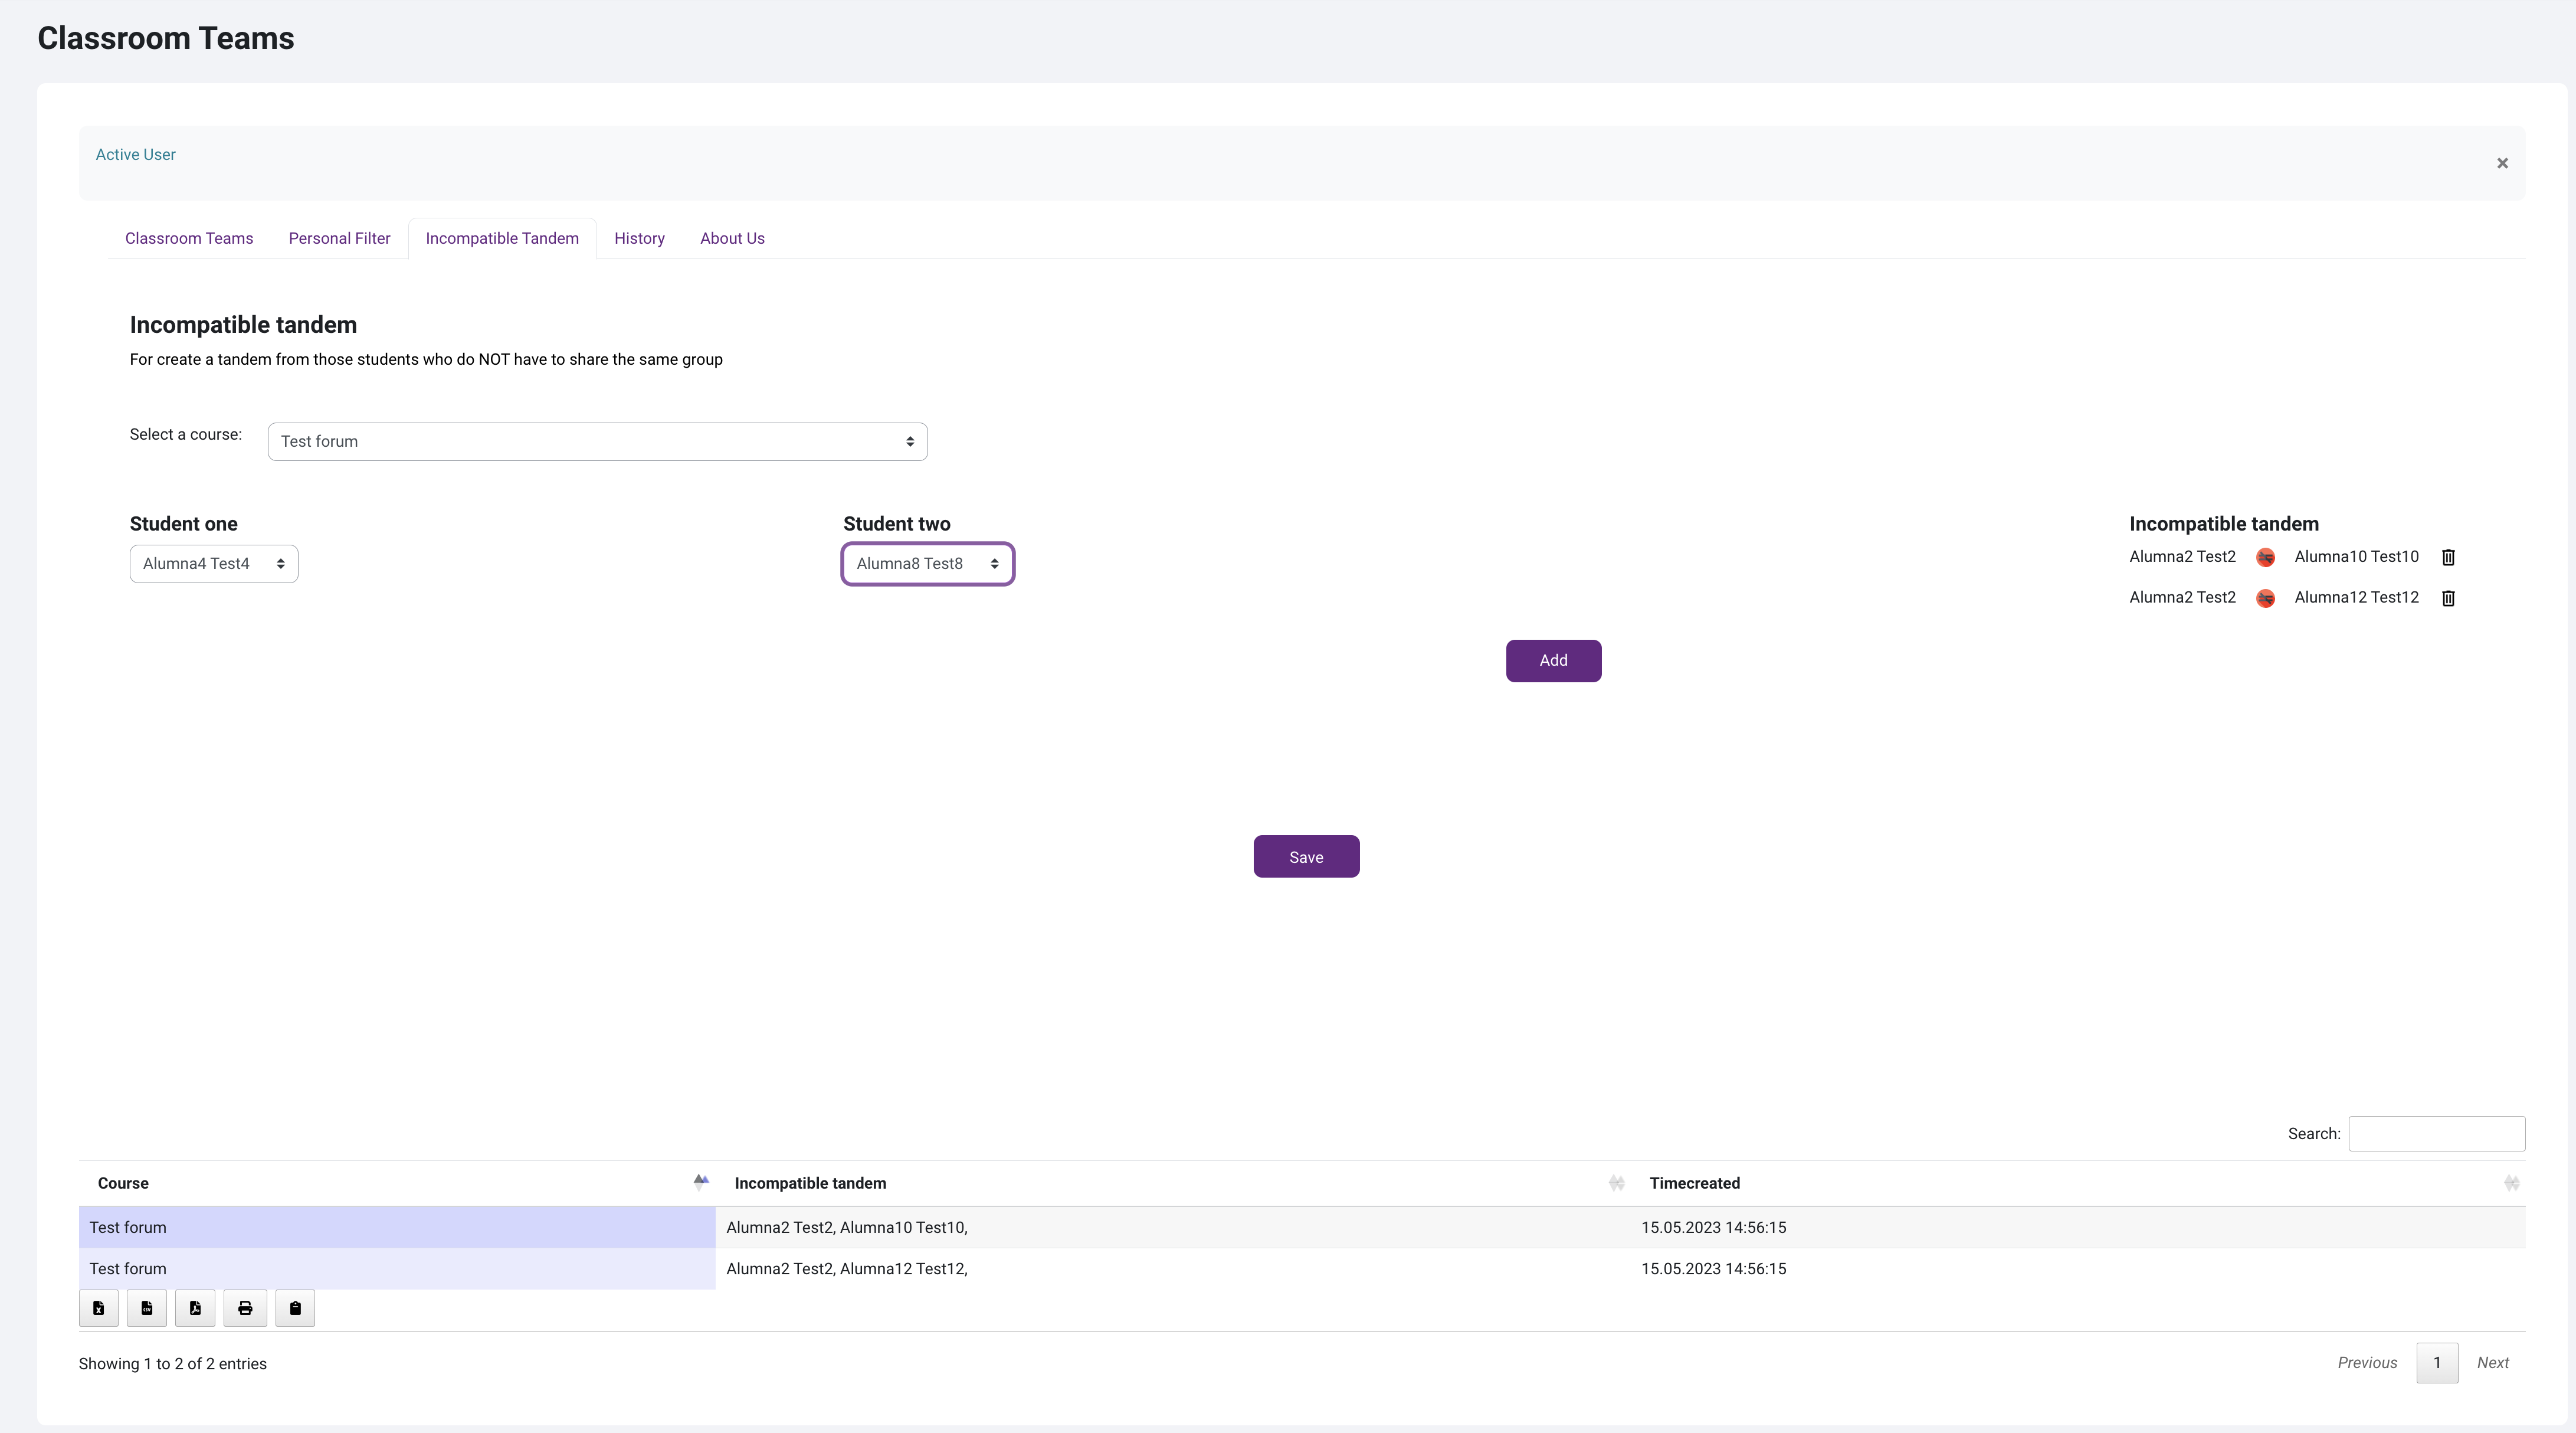 Classroom Teams
Active User
×
Classroom Teams Personal Filter Incompatible Tandem History About Us
Incompatible tandem
For create a tandem from those students who do NOT have to share the same group
Select a course: Test forum
Student one Student two Incompatible tandem
Alumna4 Test4 Alumna8 Test8 Alumna2 Test2 Alumna10 Test10
Alumna2 Test2 Alumna12 Test12
Add
Save
Search:
Course Incompatible tandem Timecreated
Test forum Alumna2 Test2, Alumna10 Test10, 15.05.2023 14:56:15
Test forum Alumna2 Test2, Alumna12 Test12, 15.05.2023 14:56:15
Showing 1 to 2 of 2 entries Previous 1 Next